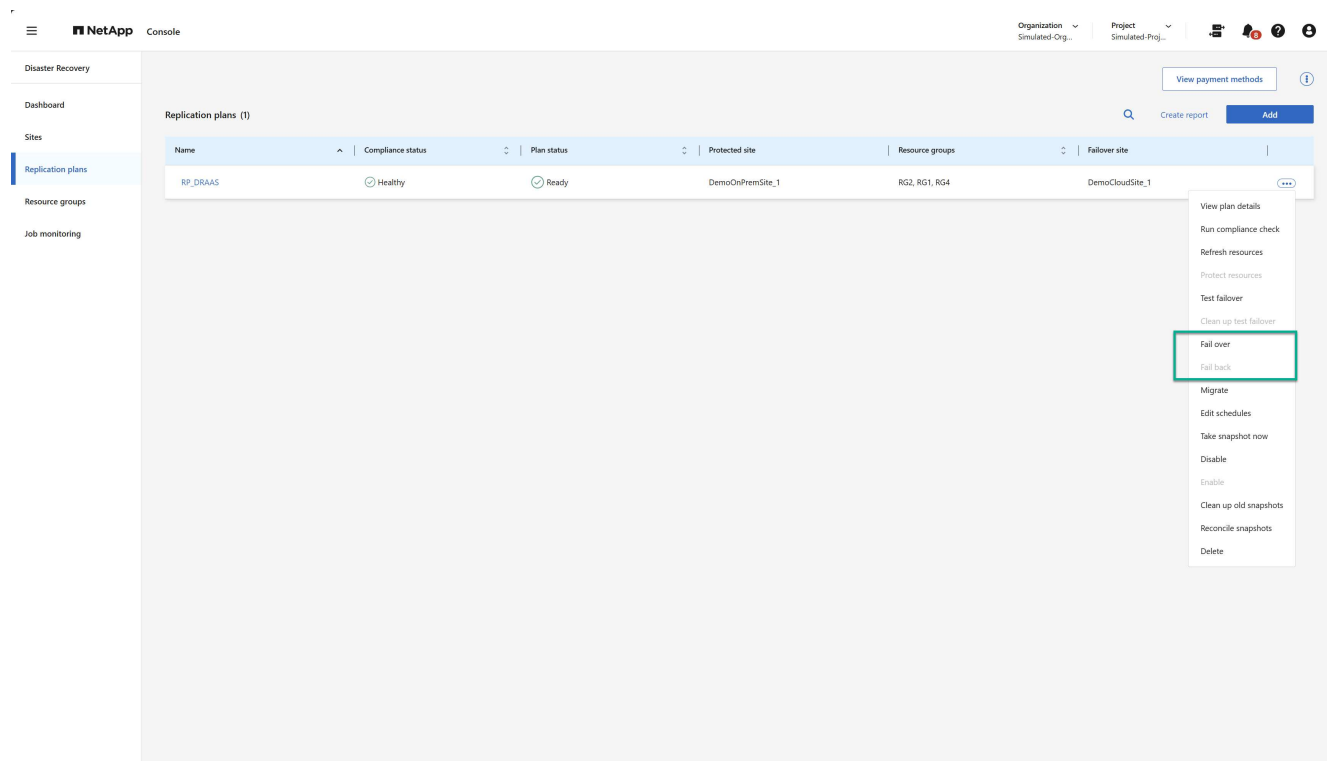 NetApp Console
Organization
Simulated-Org...
Project
Simulated-Proj...
8
Disaster Recovery
Dashboard
Sites
Replication plans
Resource groups
Job monitoring
View payment methods
Replication plans (1)
Create report
Add
Name Compliance status Plan status Protected site Resource groups Failover site
RP_DRAAS Healthy Ready DemoOnPremSite_1 RG2, RG1, RG4 DemoCloudSite_1
View plan details
Run compliance check
Refresh resources
Protect resources
Test failover
Clean up test failover
Fail over
Fail back
Migrate
Edit schedules
Take snapshot now
Disable
Enable
Clean up old snapshots
Reconcile snapshots
Delete